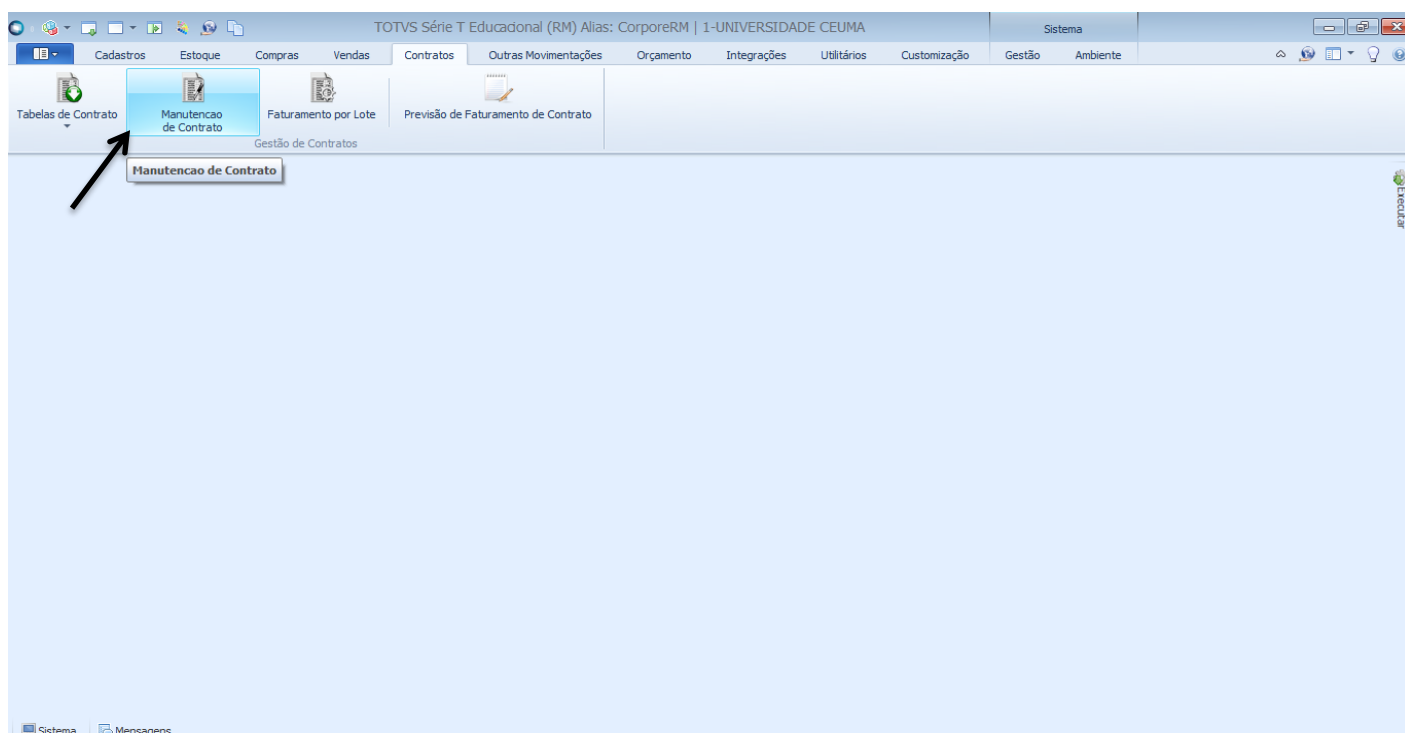 TOTVS Série T Educacional (RM) Alias: CorporeRM | 1-UNIVERSIDADE CEUMA
Sistema
Cadastros Estoque Compras Vendas Contratos Outras Movimentações Orçamento Integrações Utilitários Customização Gestão Ambiente
Tabelas de Contrato
Manutencao
de Contrato
Faturamento por Lote
Previsão de Faturamento de Contrato
Gestão de Contratos
Manutencao de Contrato
Executar
Sistema Mensagens